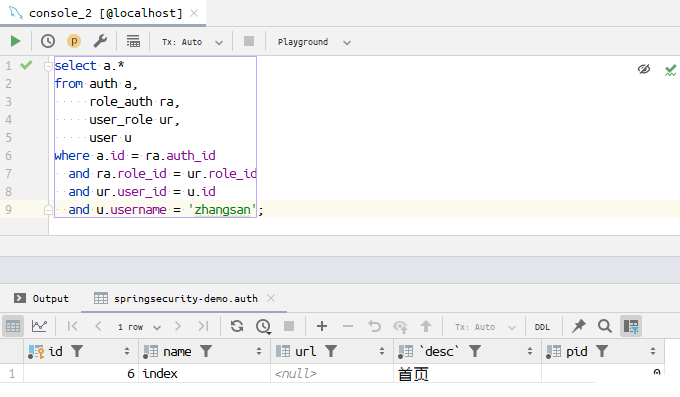 console_2 [@localhost]
Tx: Auto
Playground
1 select a.*
2 from auth a,
3 role_auth ra,
4 user_role ur,
5 user u
6 where a.id = ra.auth_id
7 and ra.role_id = ur.role_id
8 and ur.user_id = u.id
9 and u.username = 'zhangsan';
Output springsecurity-demo.auth
1 row Tx: Auto DDL
id name url `desc` pid
1 6 index <null> 首页 0